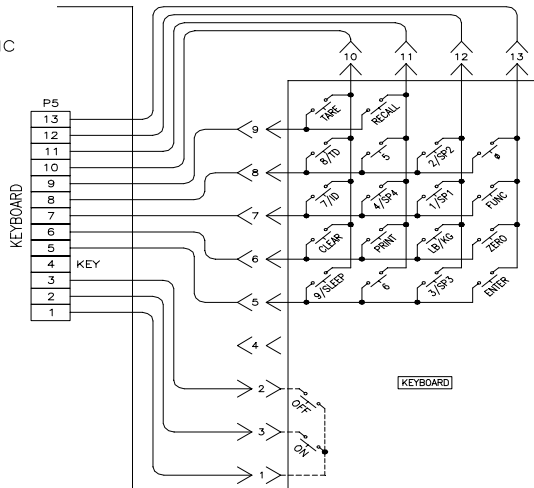 IC
P5
13
12
11
10
9
8
7
6
5
4 KEY
3
2
1
KEYBOARD
10 11 12 13
9 TARE RECALL
8 8/TD 5 2/SP2 0
7 7/ID 4/SP4 1/SP1 FUNC
6 CLEAR PRINT LB/KG ZERO
5 9/SLEEP 6 3/SP3 ENTER
4
2 OFF
3 ON
1
KEYBOARD